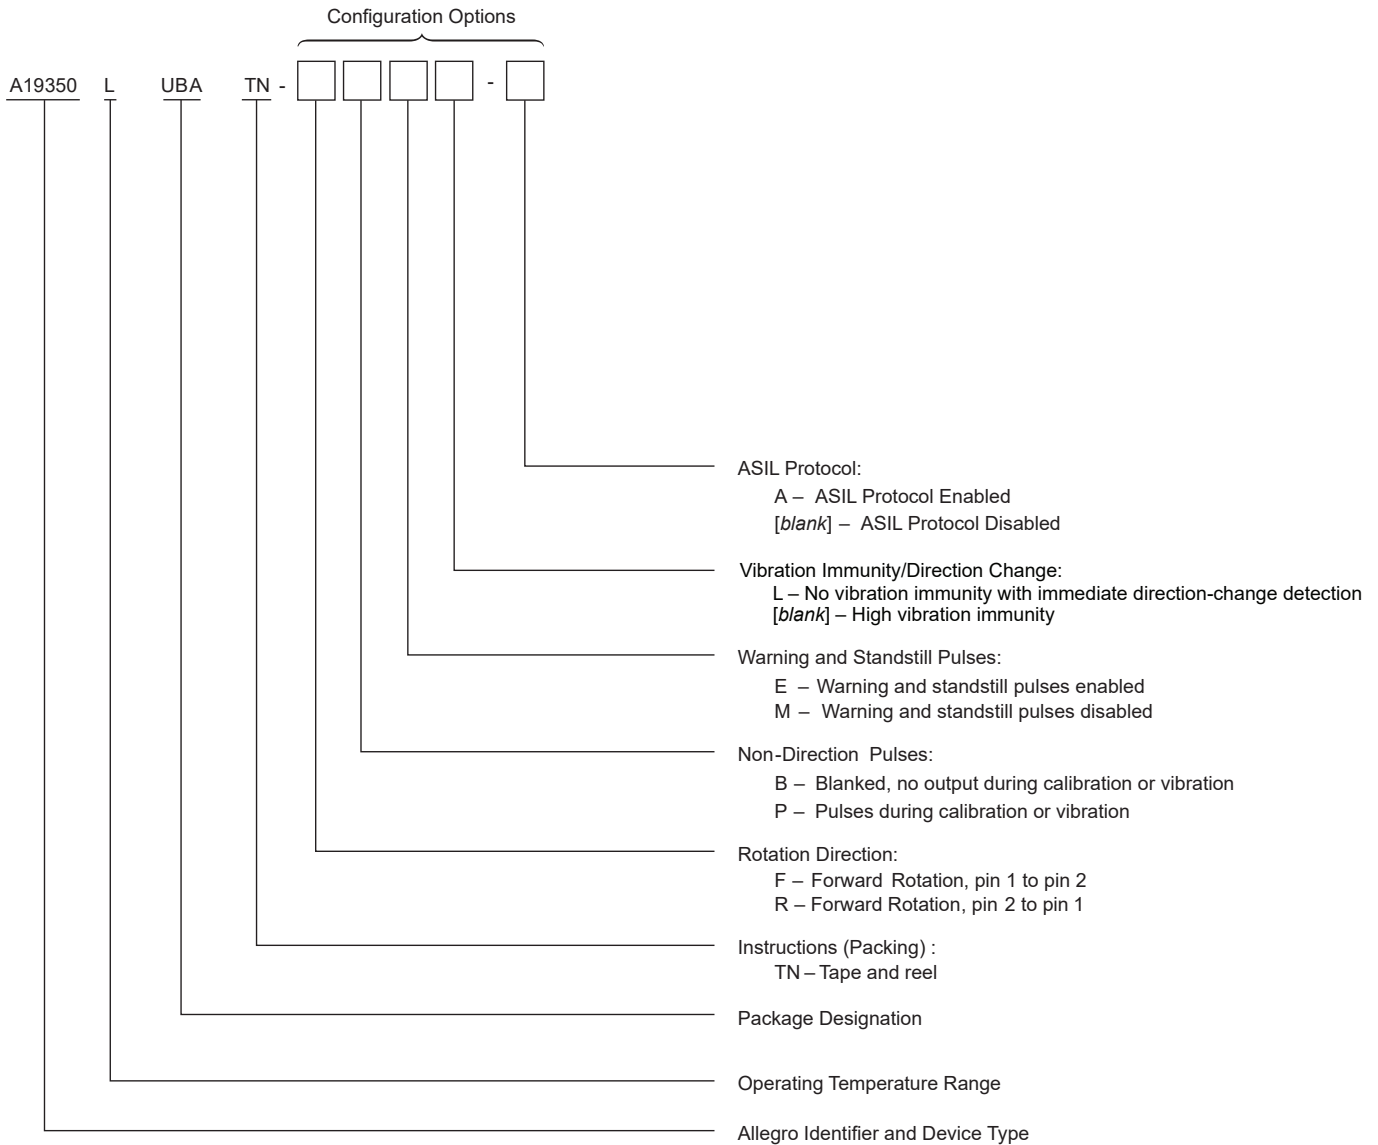 Configuration Options
A19350 L UBA TN - -
ASIL Protocol:
A – ASIL Protocol Enabled
[blank] – ASIL Protocol Disabled
Vibration Immunity/Direction Change:
L – No vibration immunity with immediate direction-change detection
[blank] – High vibration immunity
Warning and Standstill Pulses:
E – Warning and standstill pulses enabled
M – Warning and standstill pulses disabled
Non-Direction Pulses:
B – Blanked, no output during calibration or vibration
P – Pulses during calibration or vibration
Rotation Direction:
F – Forward Rotation, pin 1 to pin 2
R – Forward Rotation, pin 2 to pin 1
Instructions (Packing) :
TN – Tape and reel
Package Designation
Operating Temperature Range
Allegro Identifier and Device Type